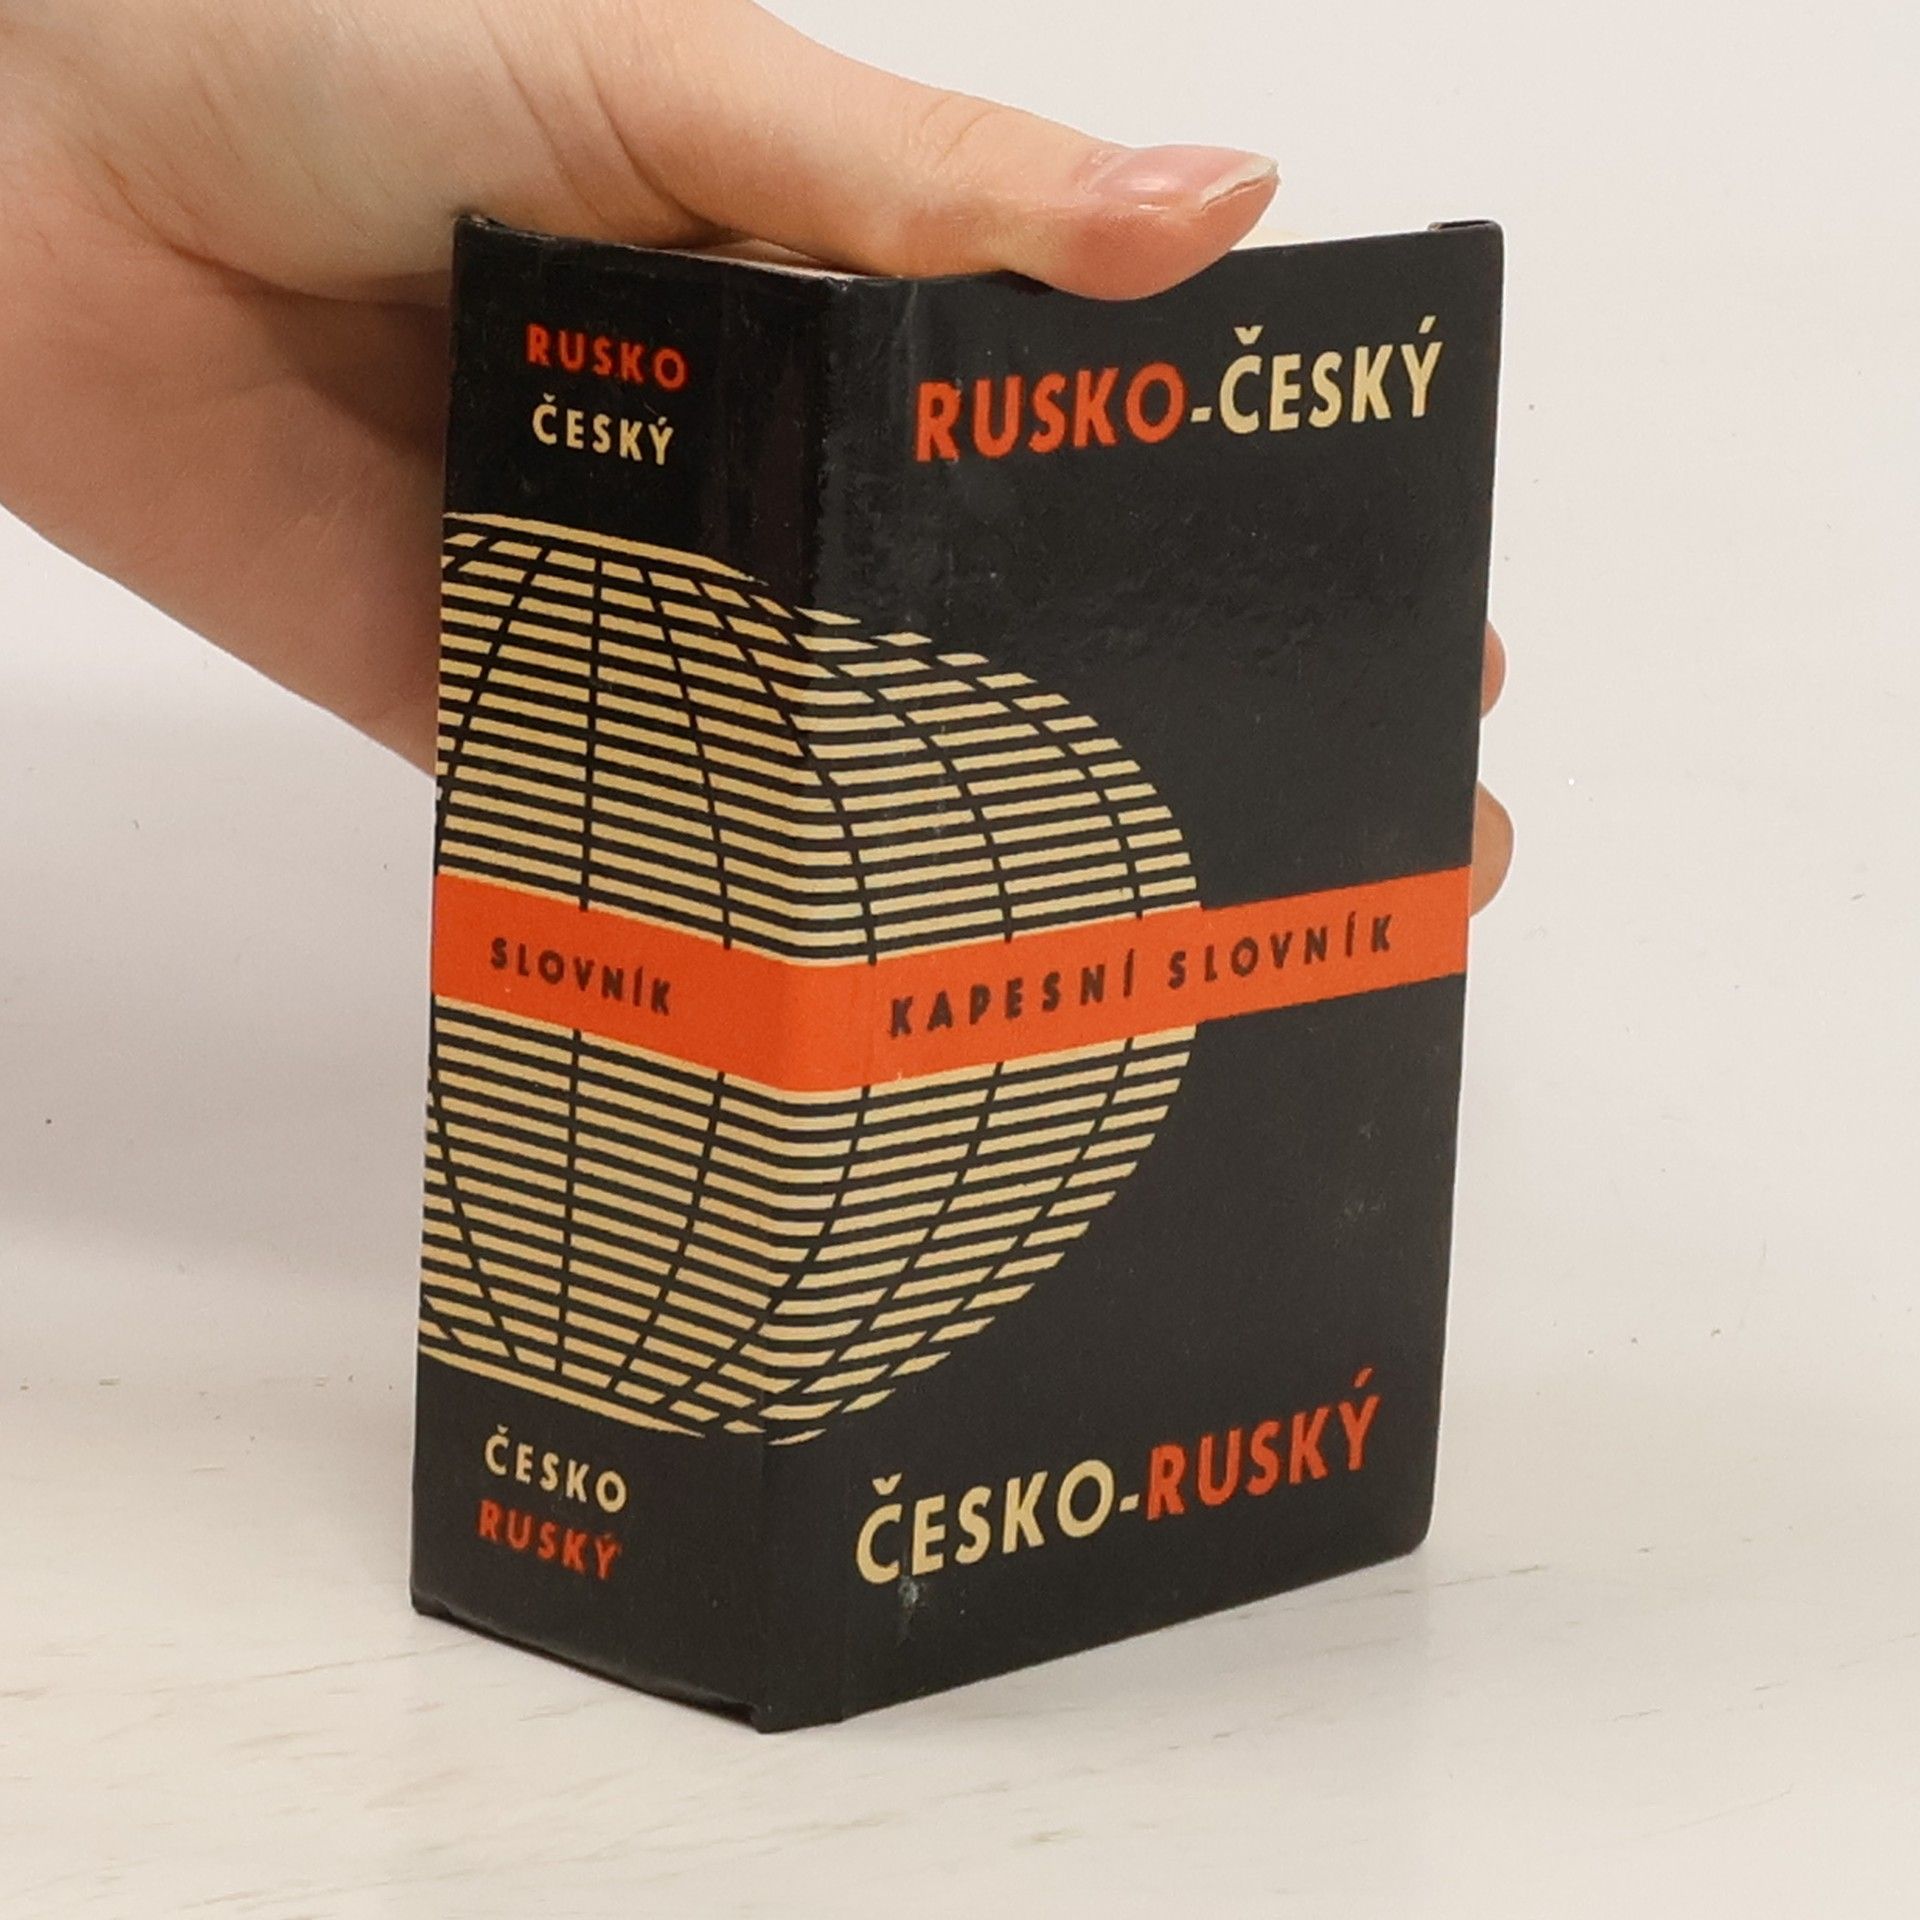 RUSKO
ČESKÝ
SLOVNÍK
ČESKO
RUSKÝ
RUSKO-ČESKÝ
KAPESNÍ SLOVNÍK
ČESKO-RUSKÝ